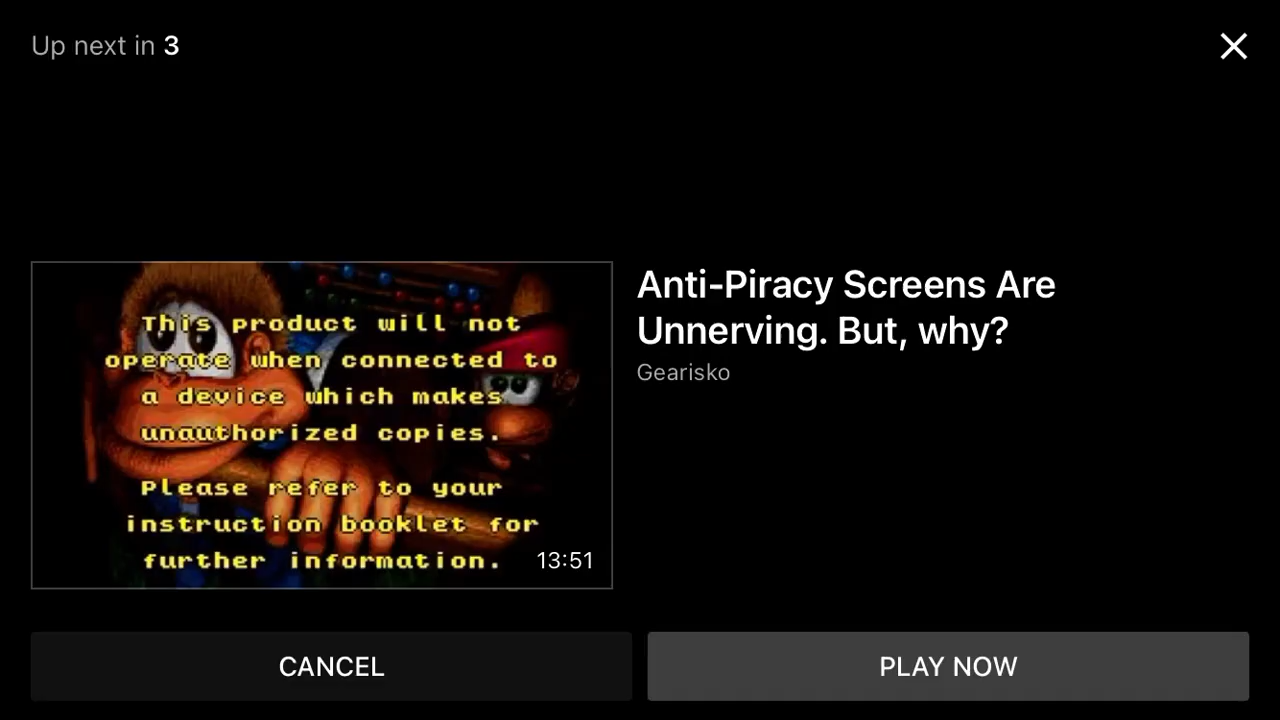 Up next in 3
This product will not
operate when connected to
a device which makes
unauthorized copies.
Please refer to your
instruction booklet for
further information.
13:51
Anti-Piracy Screens Are
Unnerving. But, why?
Gearisko
CANCEL
PLAY NOW